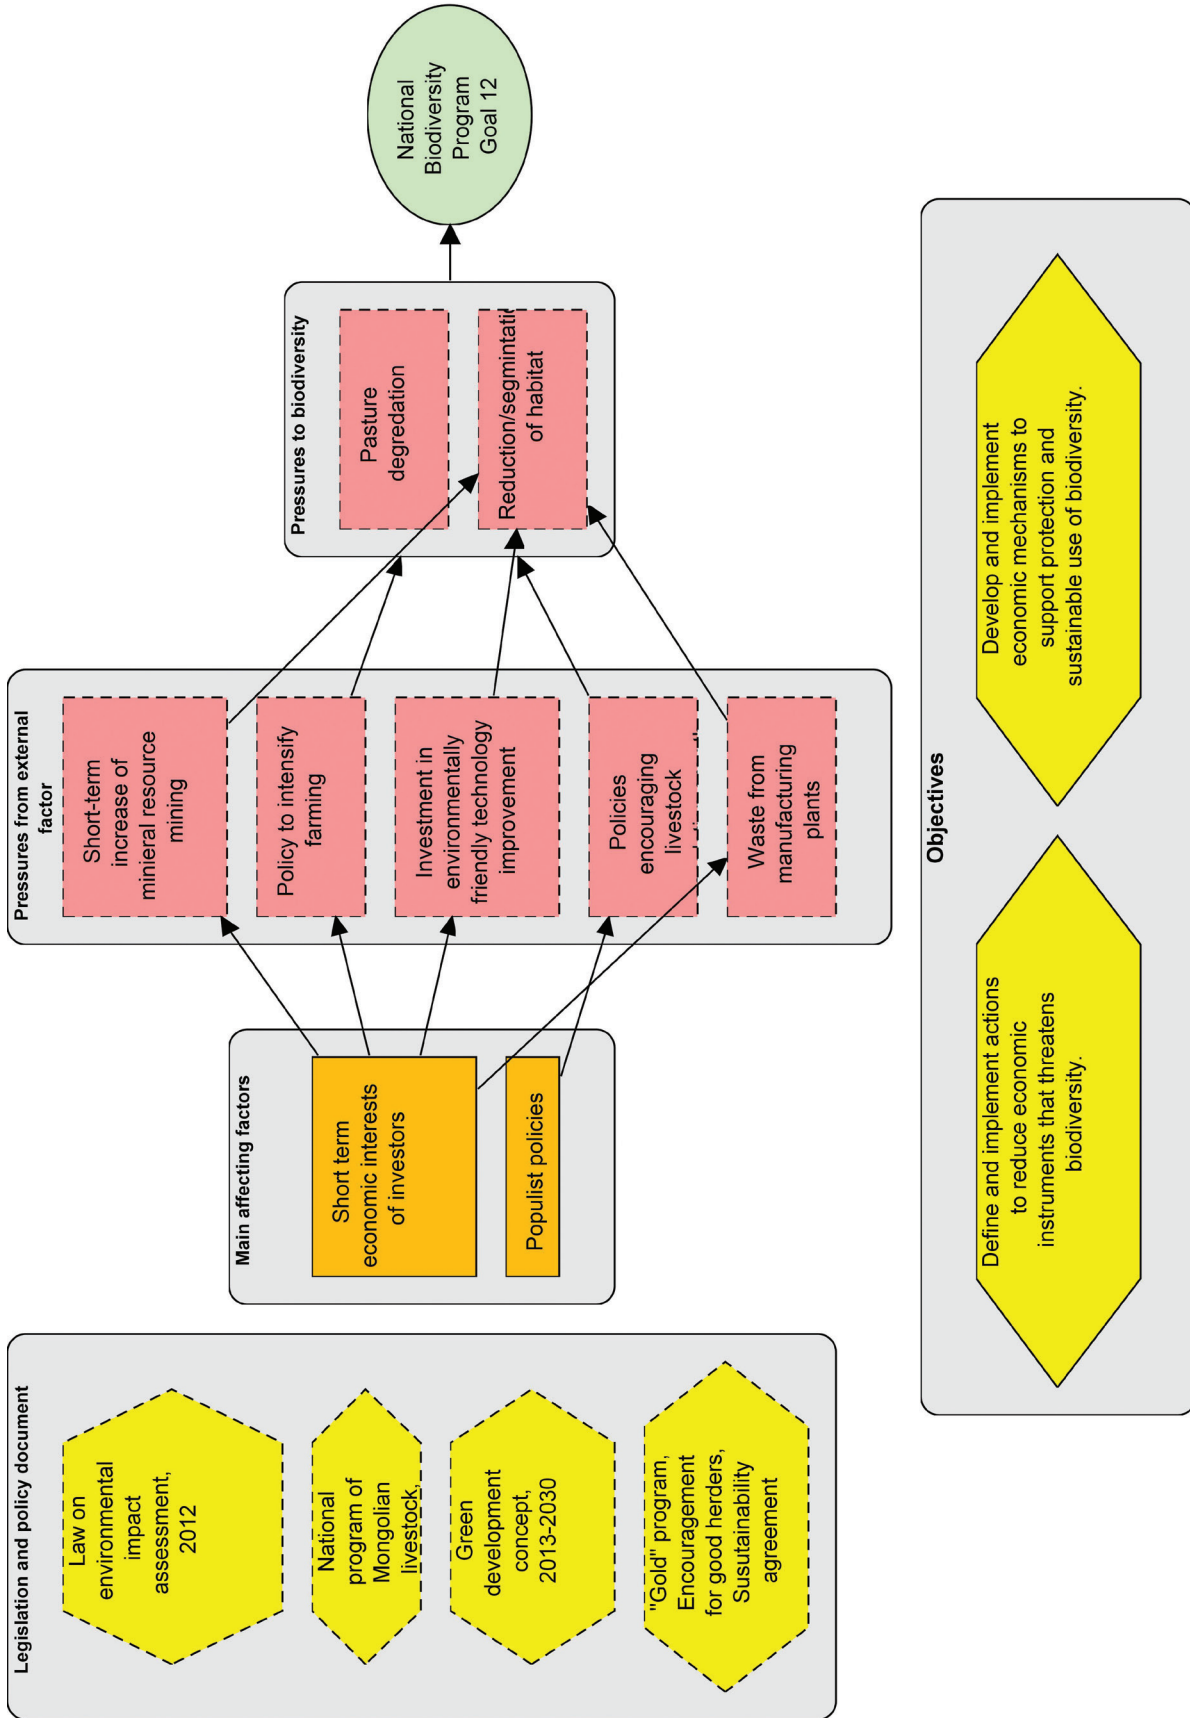 Legislation and policy document
Law on
environmental
impact
assessment,
2012
National
program of
Mongolian
livestock,
Green
development
concept,
2013-2030
"Gold" program,
Encouragement
for good herders,
Susutainability
agreement
Main affecting factors
Short term
economic interests
of investors
Populist policies
Pressures from external
factor
Short-term
increase of
minieral resource
mining
Policy to intensify
farming
Investment in
environmentally
friendly technology
improvement
Policies
encouraging
livestock
Waste from
manufacturing
plants
Pressures to biodiversity
Pasture
degredation
Reduction/segmintatio
of habitat
National
Biodiversity
Program
Goal 12
Objectives
Define and implement actions
to reduce economic
instruments that threatens
biodiversity.
Develop and implement
economic mechanisms to
support protection and
sustainable use of biodiversity.